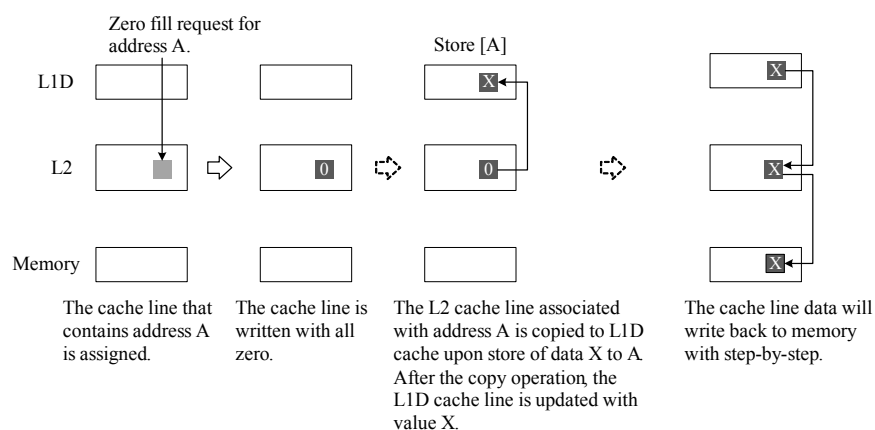 Zero fill request for
address A.
Store [A]
L1D
X
X
L2
0
0
X
Memory
X
The cache line that
contains address A
is assigned.
The cache line is
written with all
zero.
The L2 cache line associated
with address A is copied to L1D
cache upon store of data X to A.
After the copy operation, the
L1D cache line is updated with
value X.
The cache line data will
write back to memory
with step-by-step.